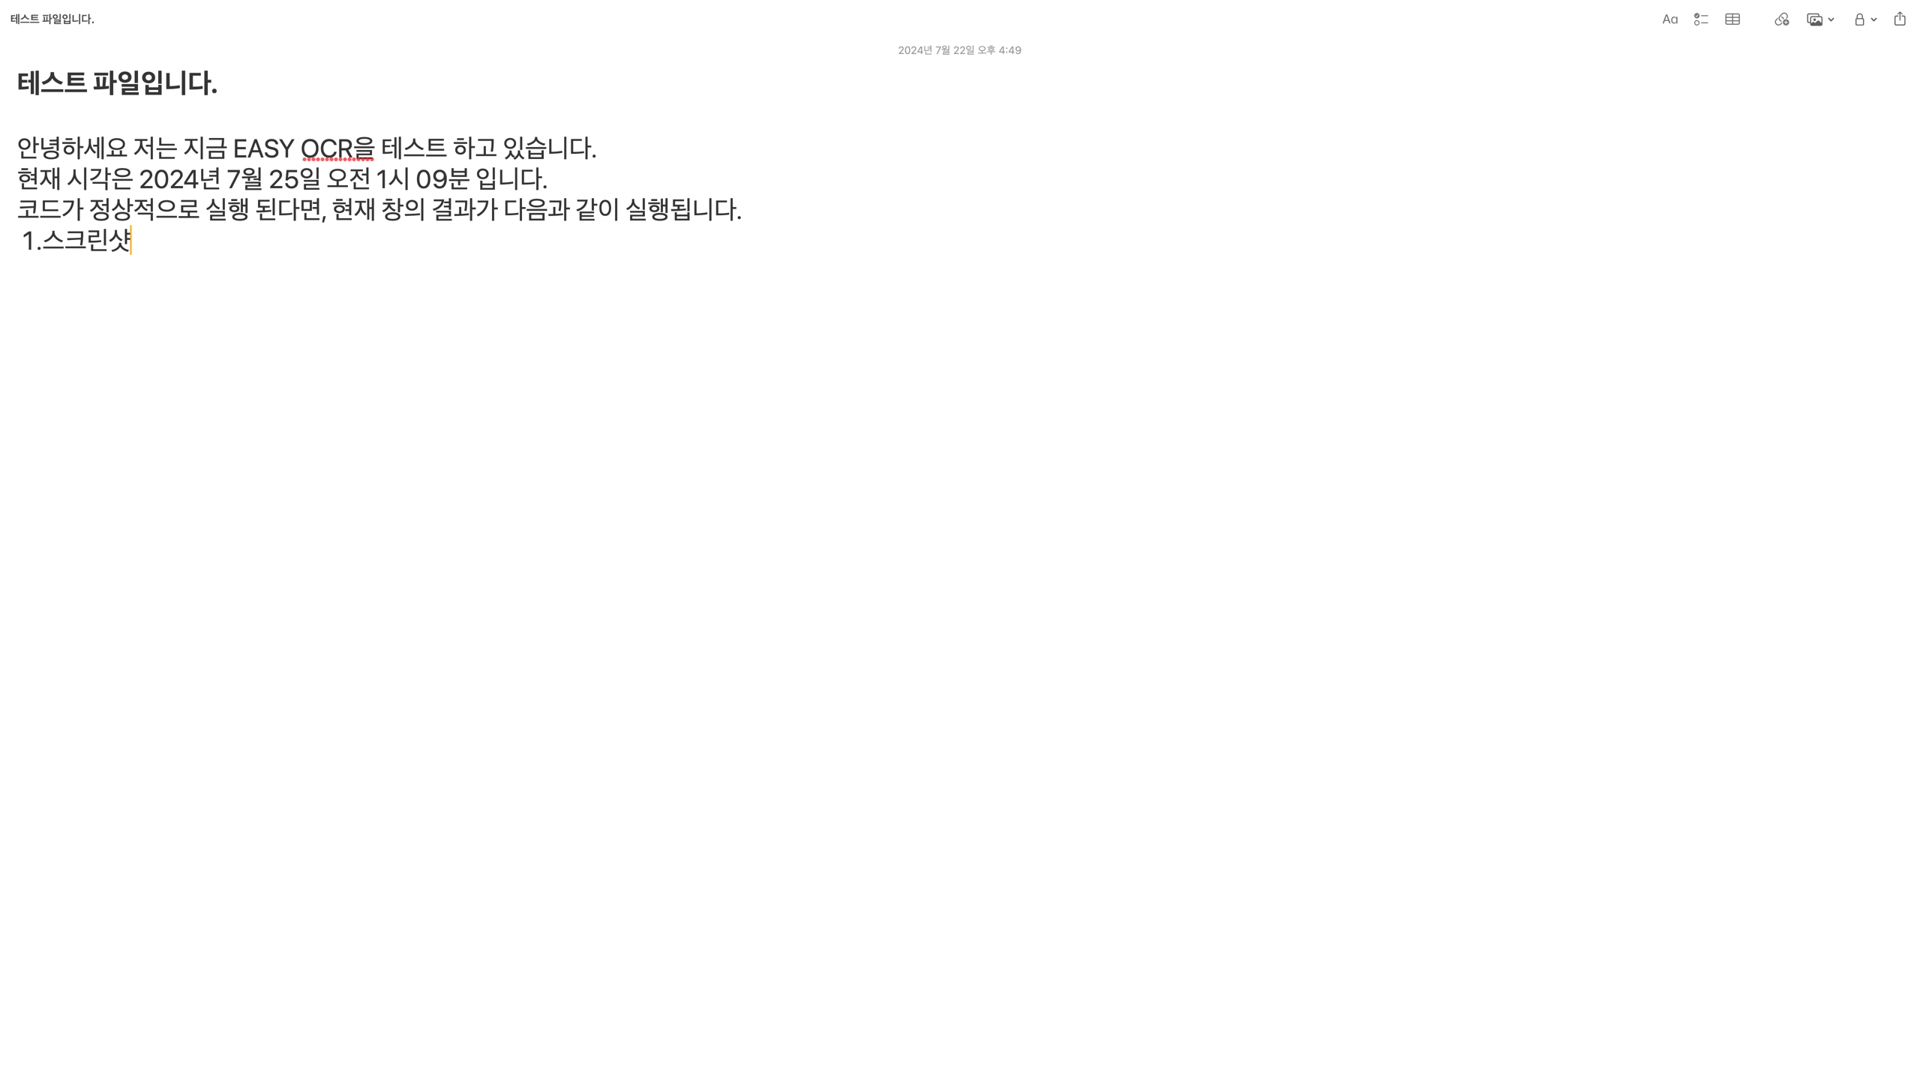 테스트 파일입니다.
Aa
2024년 7월 22일 오후 4:49
테스트 파일입니다.
안녕하세요 저는 지금 EASY OCR을 테스트 하고 있습니다.
현재 시각은 2024년 7월 25일 오전 1시 09분 입니다.
코드가 정상적으로 실행 된다면, 현재 창의 결과가 다음과 같이 실행됩니다.
1.스크린샷